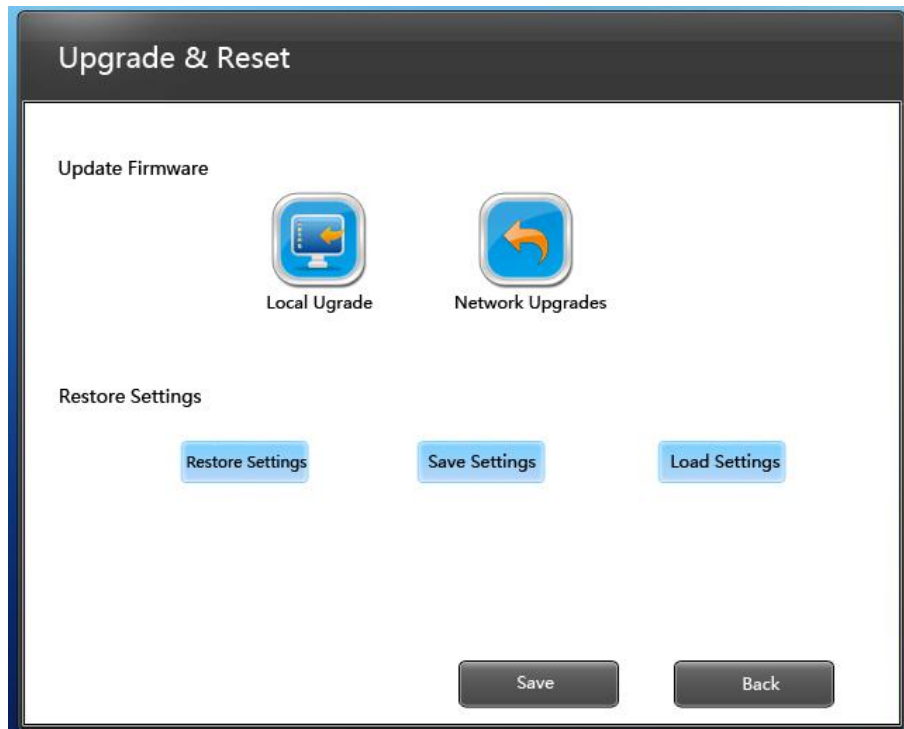 Upgrade & Reset
Update Firmware
Local Ugrade
Network Upgrades
Restore Settings
Restore Settings
Save Settings
Load Settings
Save
Back